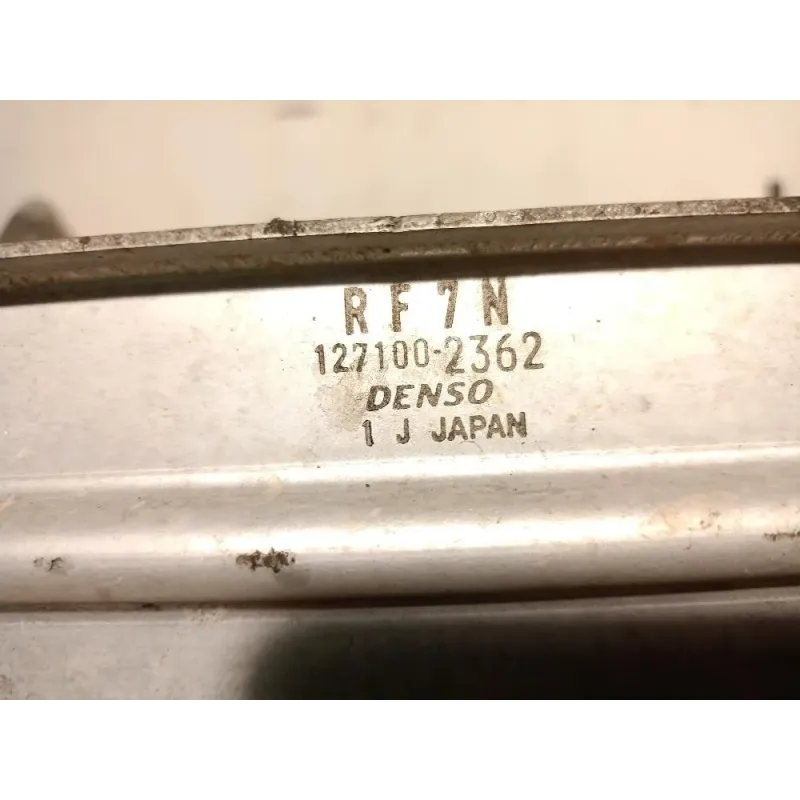 RF7N
127100-2362
DENSO
1 J JAPAN